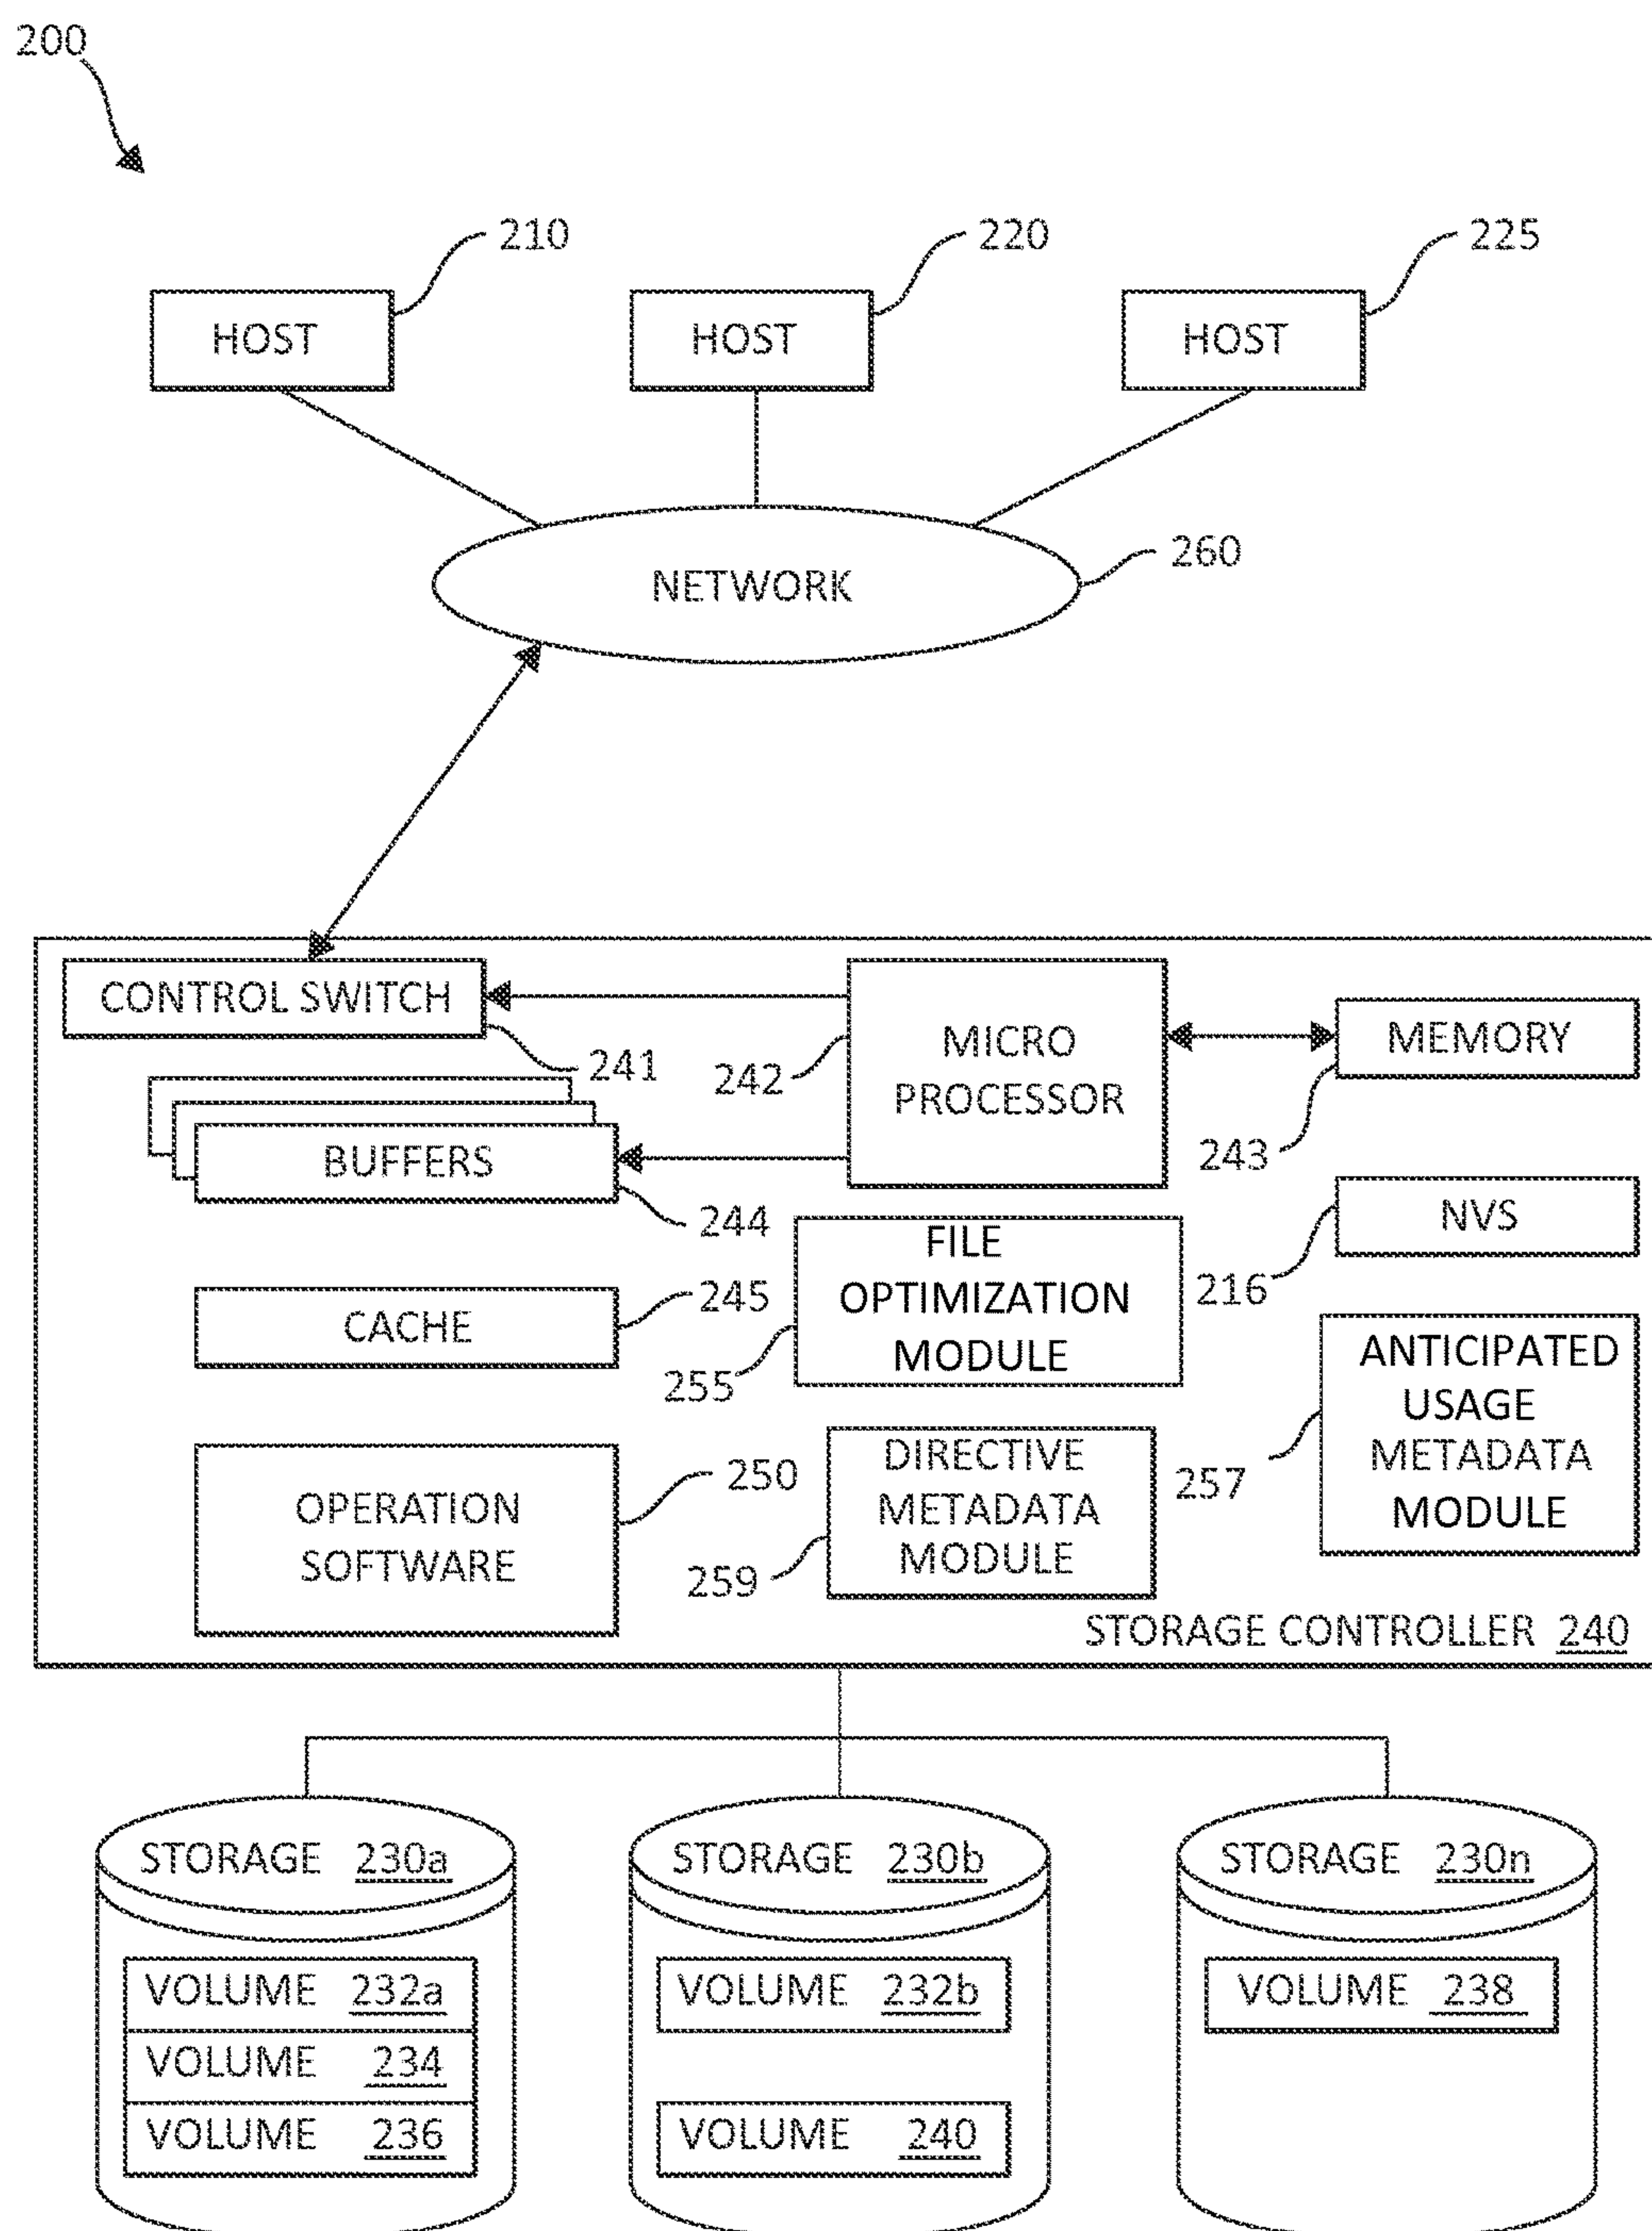 200
210
220
225
HOST
HOST
HOST
260
NETWORK
CONTROL SWITCH
241
MICRO
PROCESSOR
242
MEMORY
243
BUFFERS
244
NVS
216
FILE
OPTIMIZATION
MODULE
255
CACHE
245
ANTICIPATED
USAGE
METADATA
MODULE
257
OPERATION
SOFTWARE
250
DIRECTIVE
METADATA
MODULE
259
STORAGE CONTROLLER 240
STORAGE 230a
STORAGE 230b
STORAGE 230n
VOLUME 232a
VOLUME 234
VOLUME 236
VOLUME 232b
VOLUME 240
VOLUME 238